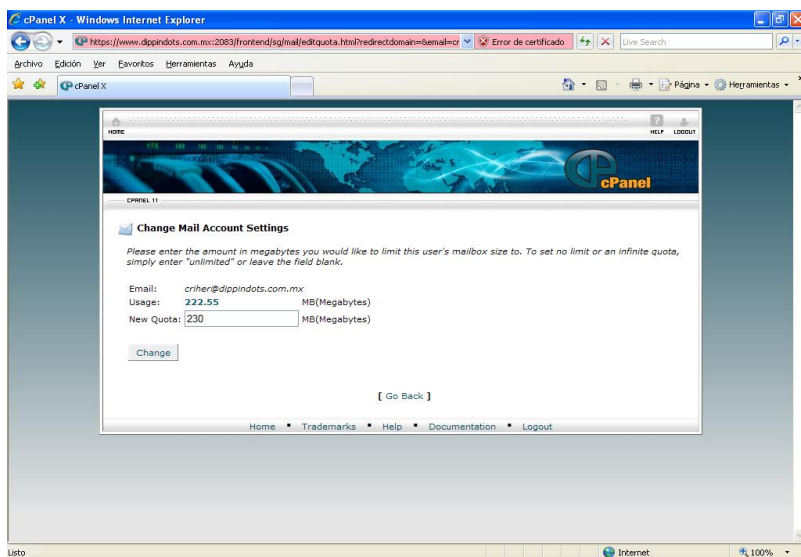 cPanel X - Windows Internet Explorer
https://www.dippindots.com.mx:2083/frontend/sg/mail/editquota.html?redirectdomain=&email=cr Error de certificado Live Search
Archivo Edición Ver Favoritos Herramientas Ayuda
cPanel X Página Herramientas
HOME HELP LOGOUT
cPanel
CPANEL 11
Change Mail Account Settings
Please enter the amount in megabytes you would like to limit this user's mailbox size to. To set no limit or an infinite quota,
simply enter "unlimited" or leave the field blank.
Email: criher@dippindots.com.mx
Usage: 222.55 MB(Megabytes)
New Quota: 230 MB(Megabytes)
Change
[ Go Back ]
Home ▪ Trademarks ▪ Help ▪ Documentation ▪ Logout
Listo Internet 100%